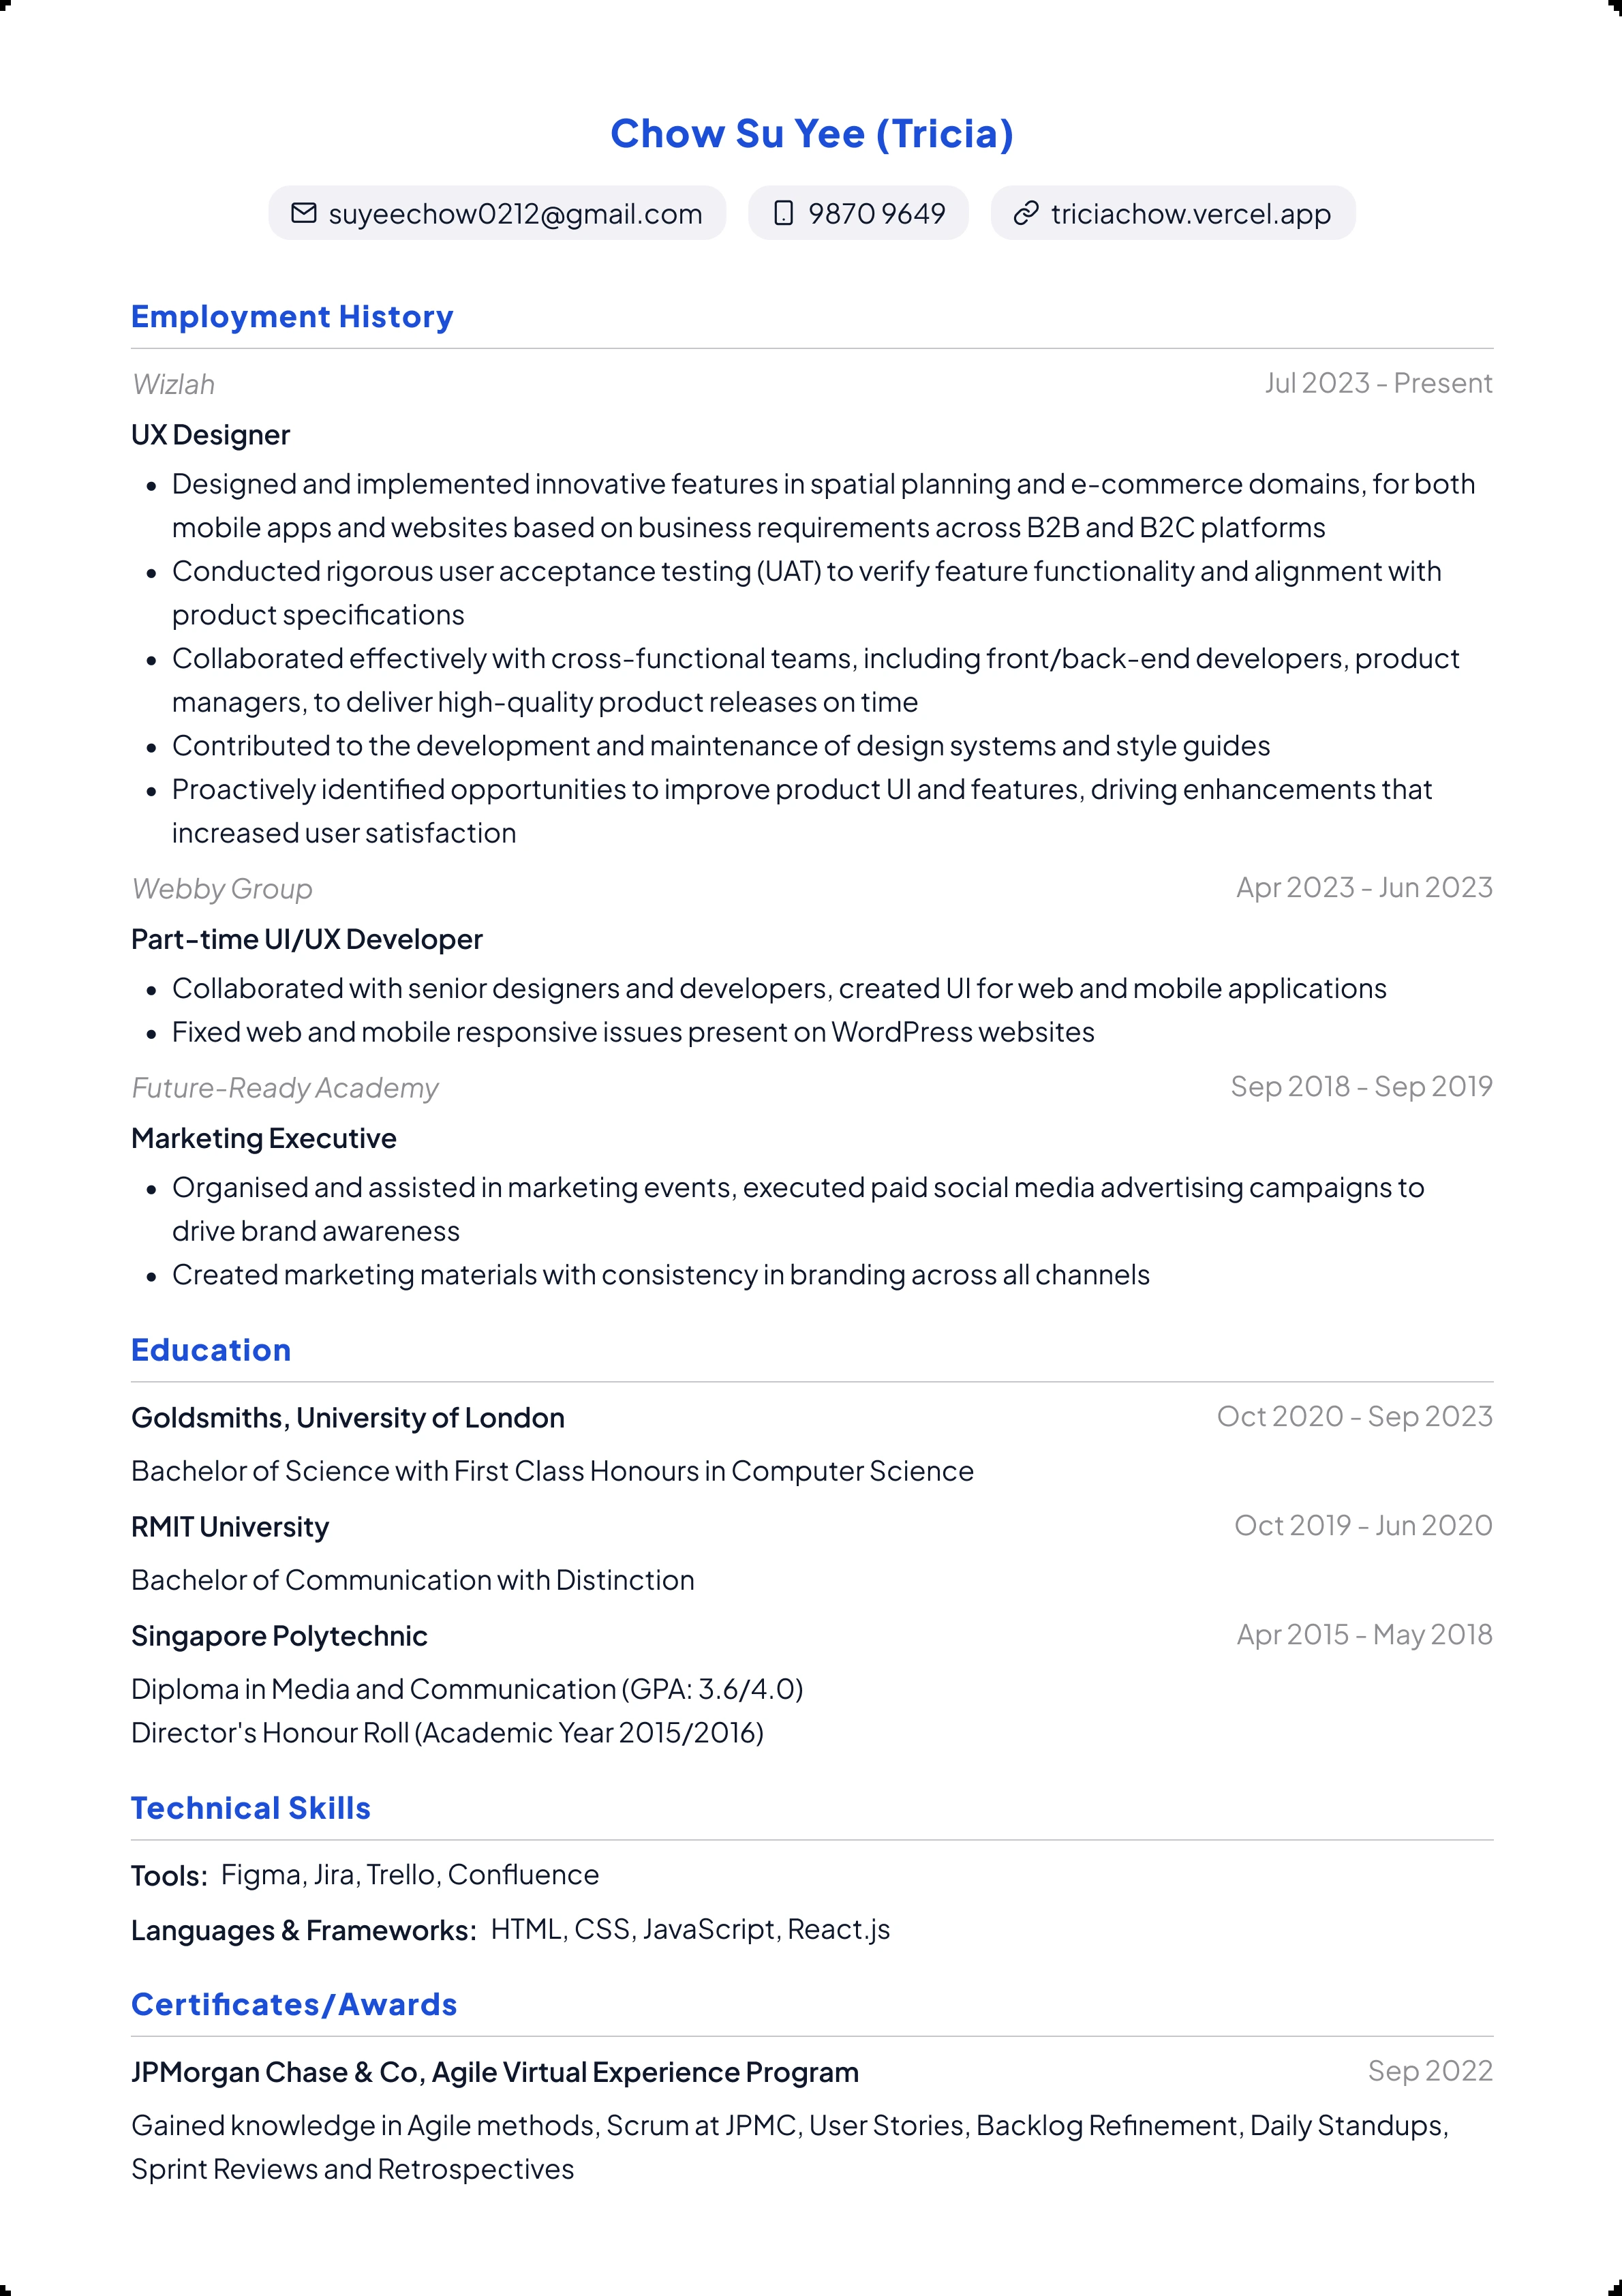 Chow Su Yee (Tricia)
suyeechow0212@gmail.com 9870 9649 triciachow.vercel.app
Employment History
Wizlah Jul 2023 - Present
UX Designer
• Designed and implemented innovative features in spatial planning and e-commerce domains, for both
mobile apps and websites based on business requirements across B2B and B2C platforms
• Conducted rigorous user acceptance testing (UAT) to verify feature functionality and alignment with
product specifications
• Collaborated effectively with cross-functional teams, including front/back-end developers, product
managers, to deliver high-quality product releases on time
• Contributed to the development and maintenance of design systems and style guides
• Proactively identified opportunities to improve product UI and features, driving enhancements that
increased user satisfaction
Webby Group Apr 2023 - Jun 2023
Part-time UI/UX Developer
• Collaborated with senior designers and developers, created UI for web and mobile applications
• Fixed web and mobile responsive issues present on WordPress websites
Future-Ready Academy Sep 2018 - Sep 2019
Marketing Executive
• Organised and assisted in marketing events, executed paid social media advertising campaigns to
drive brand awareness
• Created marketing materials with consistency in branding across all channels
Education
Goldsmiths, University of London Oct 2020 - Sep 2023
Bachelor of Science with First Class Honours in Computer Science
RMIT University Oct 2019 - Jun 2020
Bachelor of Communication with Distinction
Singapore Polytechnic Apr 2015 - May 2018
Diploma in Media and Communication (GPA: 3.6/4.0)
Director's Honour Roll (Academic Year 2015/2016)
Technical Skills
Tools: Figma, Jira, Trello, Confluence
Languages & Frameworks: HTML, CSS, JavaScript, React.js
Certificates/Awards
JPMorgan Chase & Co, Agile Virtual Experience Program Sep 2022
Gained knowledge in Agile methods, Scrum at JPMC, User Stories, Backlog Refinement, Daily Standups,
Sprint Reviews and Retrospectives